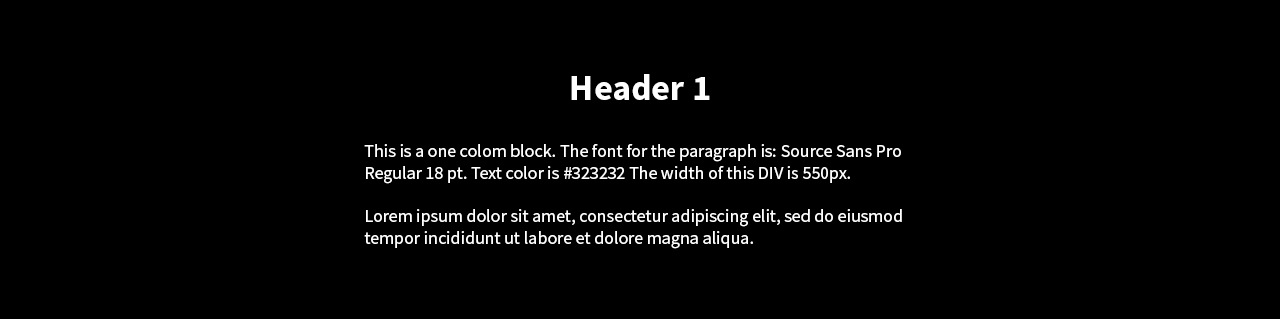 Header 1
This is a one colom block. The font for the paragraph is: Source Sans Pro
Regular 18 pt. Text color is #323232 The width of this DIV is 550px.
Lorem ipsum dolor sit amet, consectetur adipiscing elit, sed do eiusmod
tempor incididunt ut labore et dolore magna aliqua.